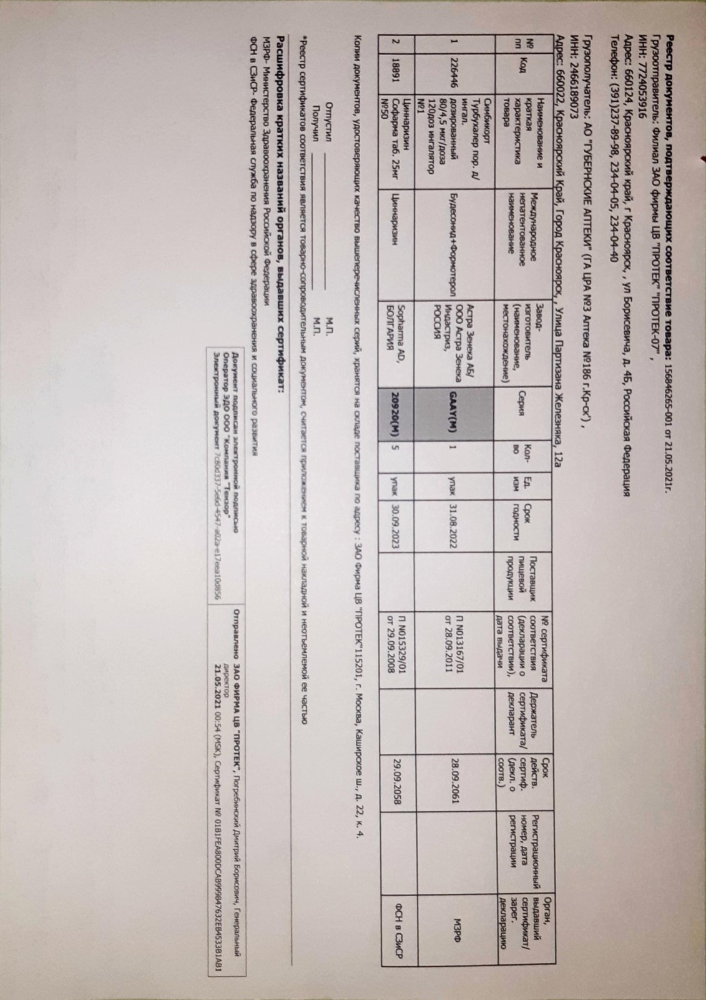 Реестр документов, подтверждающих соответствие товара: 156846265-001 от 21.05.2021г.
Грузоотправитель: Филиал ЗАО фирмы ЦВ "ПРОТЕК" "ПРОТЕК-07" ,
ИНН: 7724053916
Адрес: 660124, Красноярский край, г Красноярск, , ул Борисевича, д. 4Б, Российская Федерация
Телефон: (391)237-89-98, 234-04-05, 234-04-40
Грузополучатель: АО "ГУБЕРНСКИЕ АПТЕКИ" (ГА ЦРА №3 Аптека №186 г.Кр-ск') ,
ИНН: 2466189073
Адрес: 660022, Красноярский Край, Город Красноярск, , Улица Партизана Железняка, 12а
№ пп
Код
Наименование и
краткая
характеристика
товара
Международное
непатентованное
наименование
Завод-
изготовитель
(наименование,
местонахождение)
Серия
Кол-
во
Ед.
изм
Срок
годности
Поставщик
пищевой
продукции
№ сертификата
соответствия
(декларации о
соответствии),
дата выдачи
Держатель
сертификата/
декларант
Срок
действ.
сертиф.
(декл. о
соотв.)
Регистрационный
номер, дата
регистрации
Орган,
выдавший
сертификат/
зарег.
декларацию
1
226446
Симбикорт
Турбухалер пор. д/
ингал.
дозированный
80/4,5 мкг/доза
120доз ингалятор
№1
Будесонид+Формотерол
Астра Зенека АБ/
ООО Астра Зенека
Индастриз,
РОССИЯ
GAAY(M)
1
упак
31.08.2022
П N013167/01
от 28.09.2011
28.09.2061
МЗРФ
2
18891
Циннаризин
Софарма таб. 25мг
№50
Циннаризин
Sopharma AD,
БОЛГАРИЯ
20920(M)
5
упак
30.09.2023
П N015329/01
от 29.09.2008
29.09.2058
ФСН в СЗиСР
Копии документов, удостоверяющих качество вышеперечисленных серий, хранятся на складе поставщика по адресу : ЗАО Фирма ЦВ "ПРОТЕК"115201, г. Москва, Каширское ш., д. 22, к. 4.
Отпустил М.П.
Получил М.П.
*Реестр сертификатов соответствия является товарно-сопроводительным документом, считается приложением к товарной накладной и неотъемлемой ее частью
Расшифровка кратких названий органов, выдавших сертификат:
МЗРФ- Министерство Здравоохранения Российской Федерации
ФСН в СЗиСР- Федеральная служба по надзору в сфере здравоохранения и социального развития
Документ подписан электронной подписью
Оператор ЭДО ООО "Компания "Тензор"
Электронный документ 7c80d337-5e6d-4547-a02a-e17eea10d856
Отправлено ЗАО ФИРМА ЦВ "ПРОТЕК", Погребинский Дмитрий Борисович, Генеральный
директор
21.05.2021 00:54 (MSK), Сертификат № 01B1FEA800DCAB999847632EB4533B1AB1